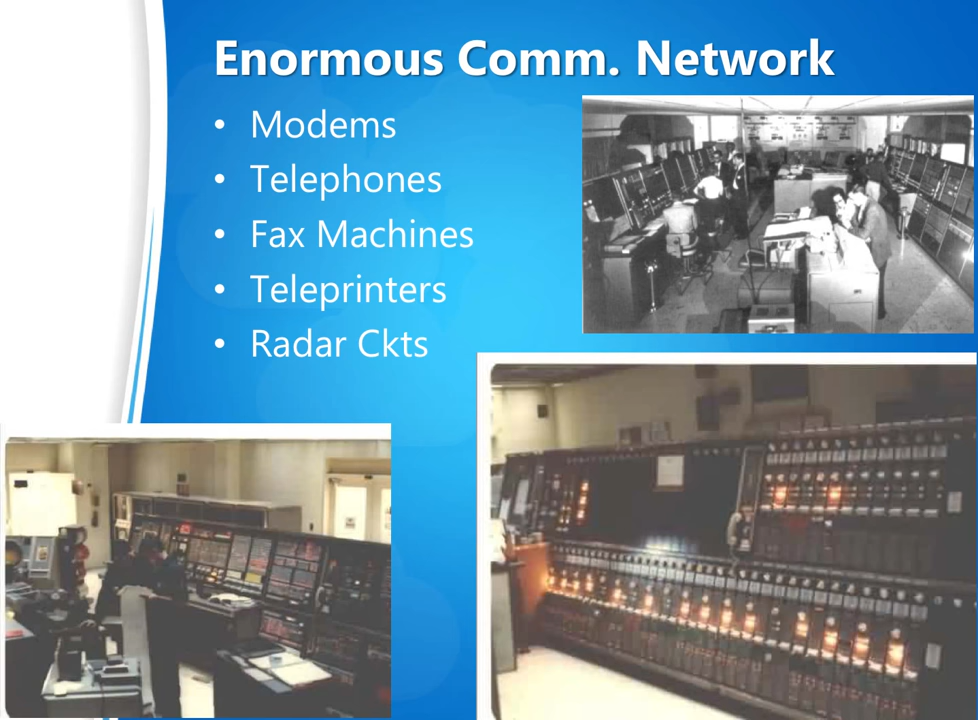 Enormous Comm. Network
• Modems
• Telephones
• Fax Machines
• Teleprinters
• Radar Ckts